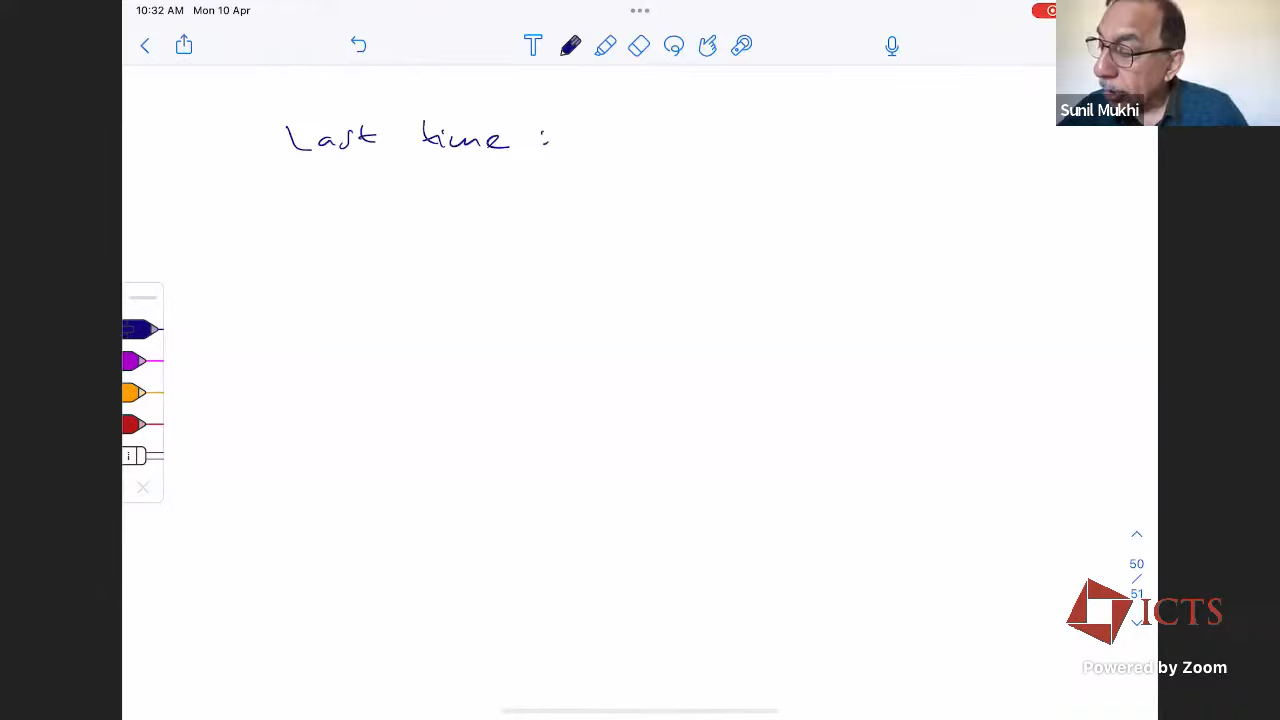 10:32 AM Mon 10 Apr
T
Last time :
Sunil Mukhi
i
50
/
51
ICTS
Powered by Zoom